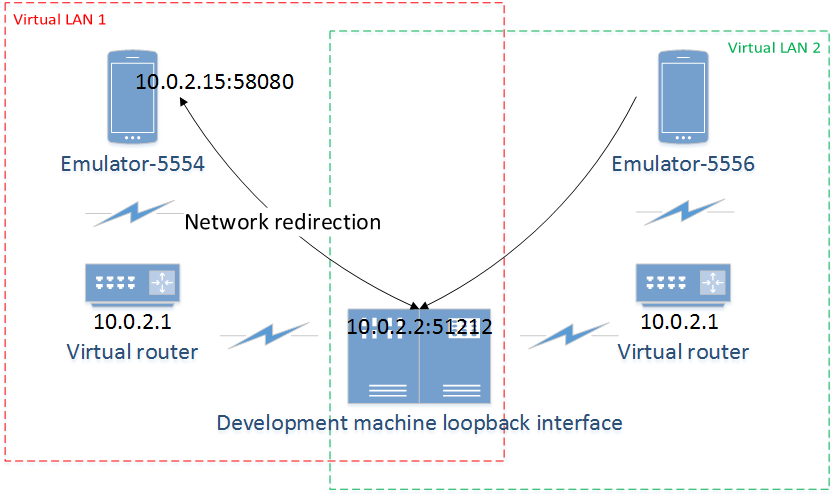 Virtual LAN 1
Virtual LAN 2
10.0.2.15:58080
Emulator-5554
Emulator-5556
Network redirection
10.0.2.1
Virtual router
10.0.2.2:51212
10.0.2.1
Virtual router
Development machine loopback interface